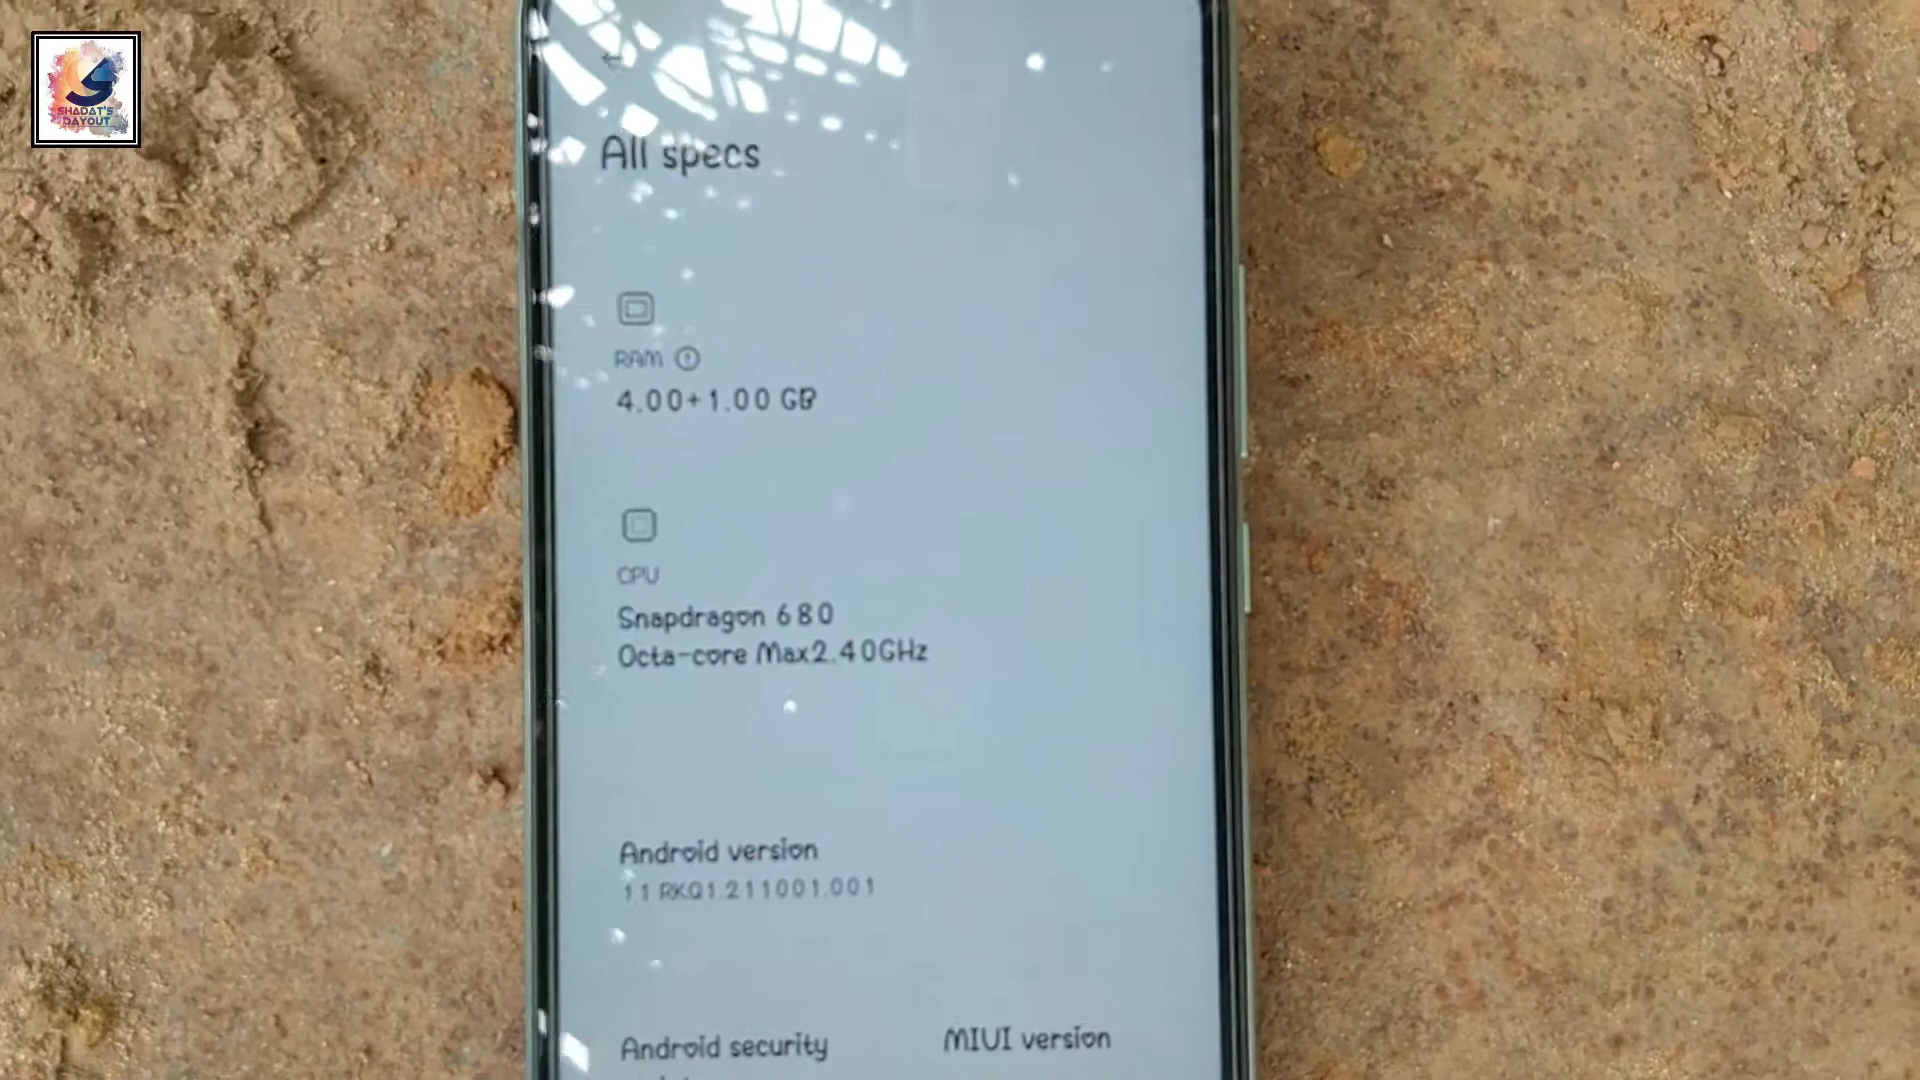 SHADAT'S
DAYOUT
All specs
RAM
4.00+1.00 GB
CPU
Snapdragon 680
Octa-core Max2.40GHz
Android version
11 RKQ1.211001.001
Android security
MIUI version